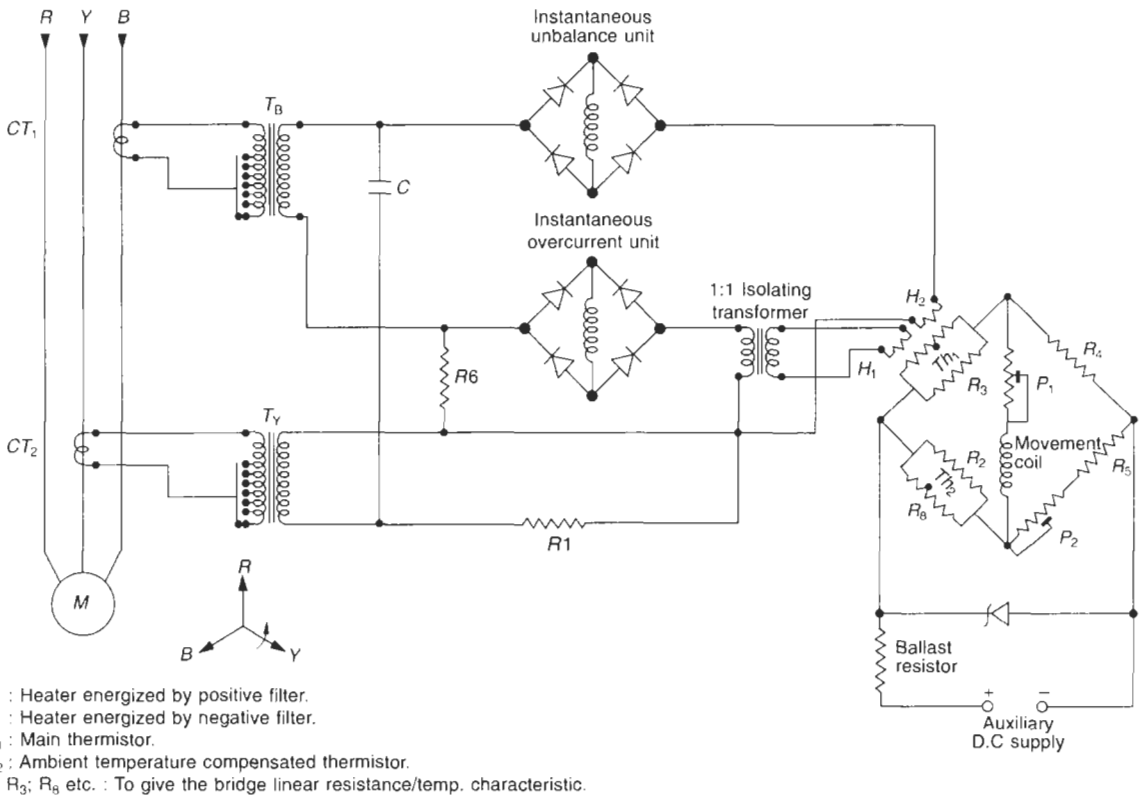 R Y B
Instantaneous
unbalance unit
CT1
TB
C
Instantaneous
overcurrent unit
1:1 Isolating
transformer
H2
H1
Th1
R3
R4
P1
R6
CT2
TY
R2
Th2
R8
Movement
coil
R5
P2
R1
M
R
B
Y
Ballast
resistor
+ −
Auxiliary
D.C supply
: Heater energized by positive filter.
: Heater energized by negative filter.
1 : Main thermistor.
2 : Ambient temperature compensated thermistor.
R3; R8 etc. : To give the bridge linear resistance/temp. characteristic.